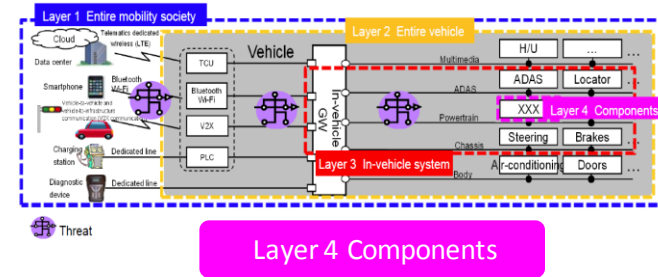 Layer 1 Entire mobility society
Cloud
Telematics dedicated
wireless (LTE)
Data center
Smartphone
Bluetooth
Wi-Fi
Vehicle-to-vehicle and
vehicle-to-infrastructure
communication (V2X communication)
Charging
station
Dedicated line
Diagnostic
device
Dedicated line
Threat
TCU
Bluetooth
Wi-Fi
V2X
PLC
Vehicle
In-vehicle
GW
Layer 2 Entire vehicle
Multimedia
H/U
...
...
ADAS
ADAS
Locator
...
Powertrain
XXX
Layer 4 Components
Chassis
Steering
Brakes
...
Layer 3 In-vehicle system
Body
Air-conditioning
Doors
...
Layer 4 Components